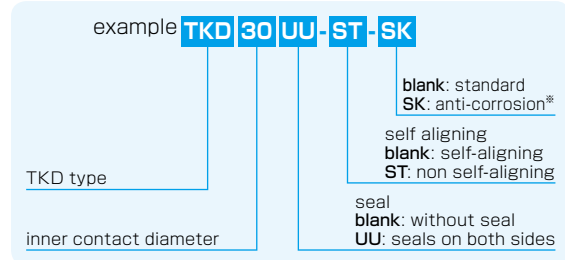 example TKD 30 UU - ST - SK
blank: standard
SK: anti-corrosion※
self aligning
blank: self-aligning
ST: non self-aligning
TKD type
seal
blank: without seal
inner contact diameter
UU: seals on both sides